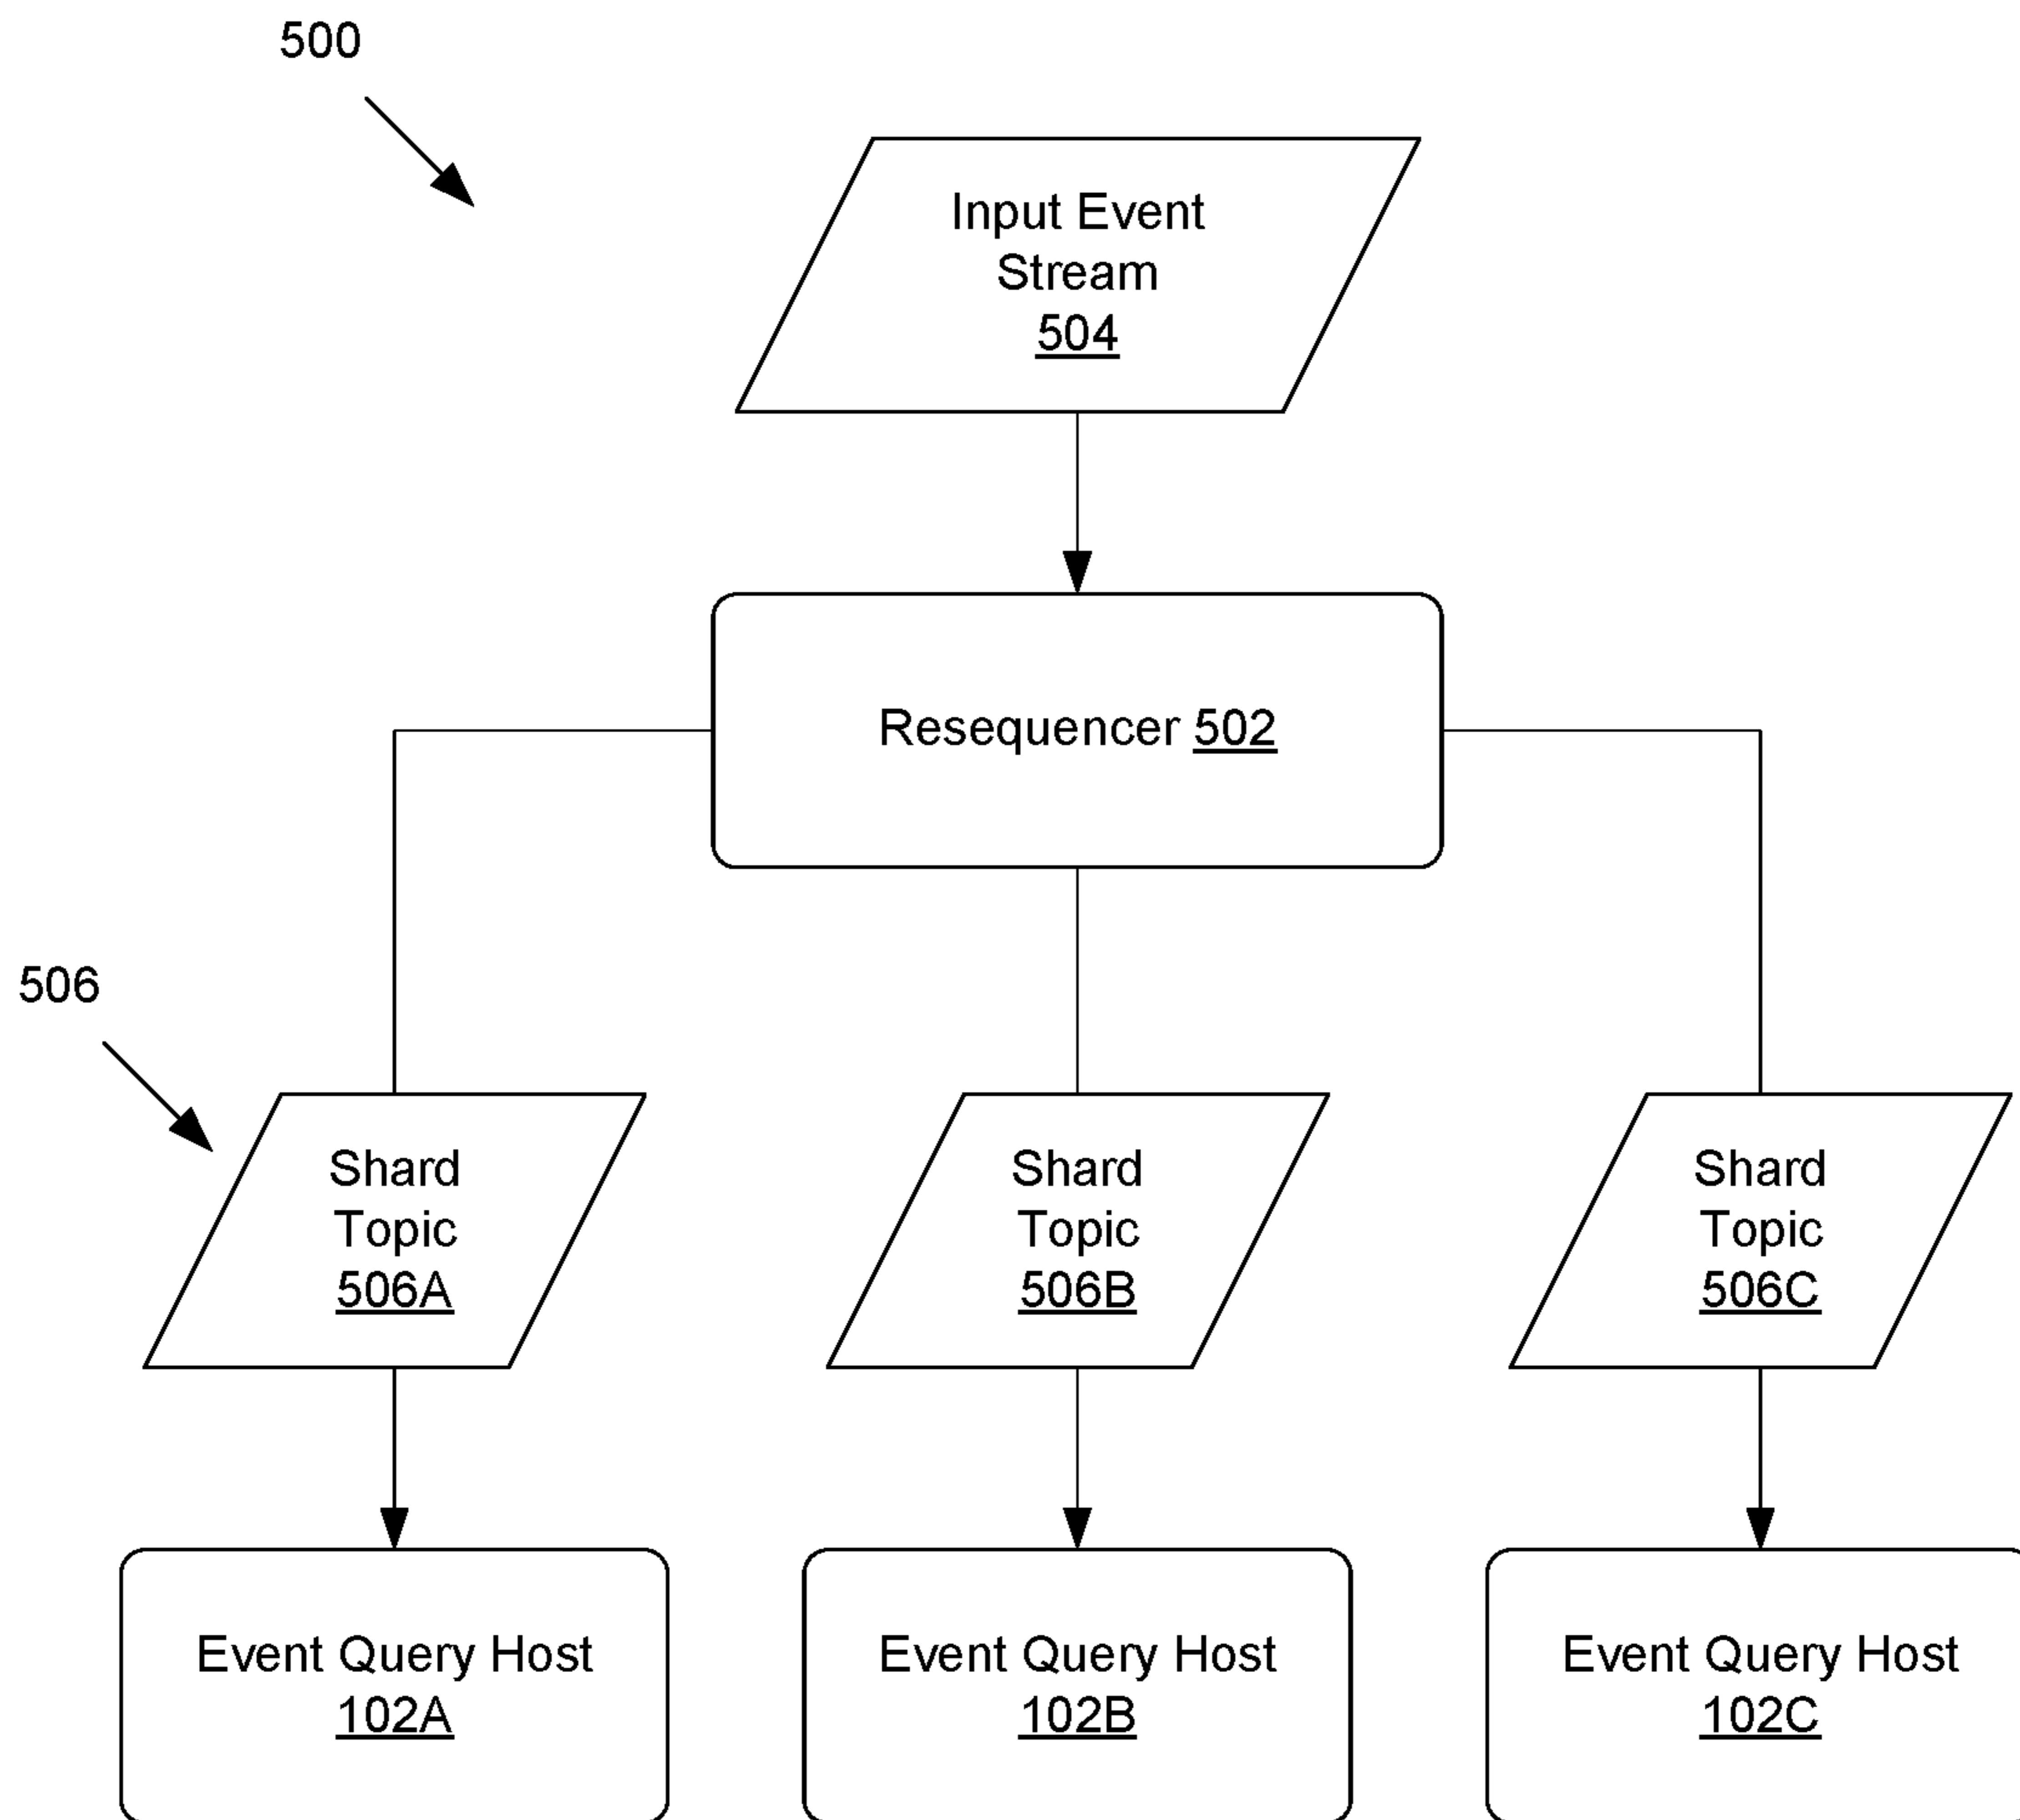 500
Input Event
Stream
504
Resequencer 502
506
Shard
Topic
506A
Shard
Topic
506B
Shard
Topic
506C
Event Query Host
102A
Event Query Host
102B
Event Query Host
102C